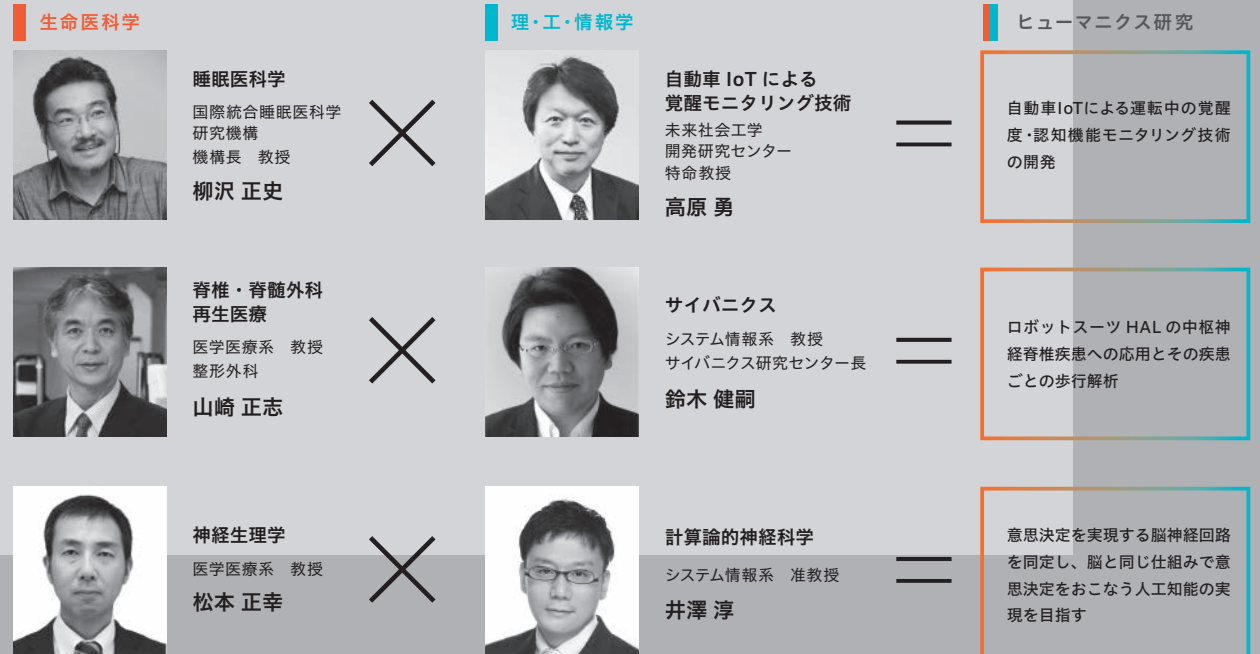 生命医科学
理・工・情報学
ヒューマニクス研究
睡眠医科学
国際統合睡眠医科学
研究機構
機構長　教授
柳沢 正史
自動車 IoT による
覚醒モニタリング技術
未来社会工学
開発研究センター
特命教授
高原 勇
自動車IoTによる運転中の覚醒
度・認知機能モニタリング技術
の開発
脊椎・脊髄外科
再生医療
医学医療系　教授
整形外科
山崎 正志
サイバニクス
システム情報系　教授
サイバニクス研究センター長
鈴木 健嗣
ロボットスーツ HAL の中枢神
経脊椎疾患への応用とその疾患
ごとの歩行解析
神経生理学
医学医療系　教授
松本 正幸
計算論的神経科学
システム情報系　准教授
井澤 淳
意思決定を実現する脳神経回路
を同定し、脳と同じ仕組みで意
思決定をおこなう人工知能の実
現を目指す